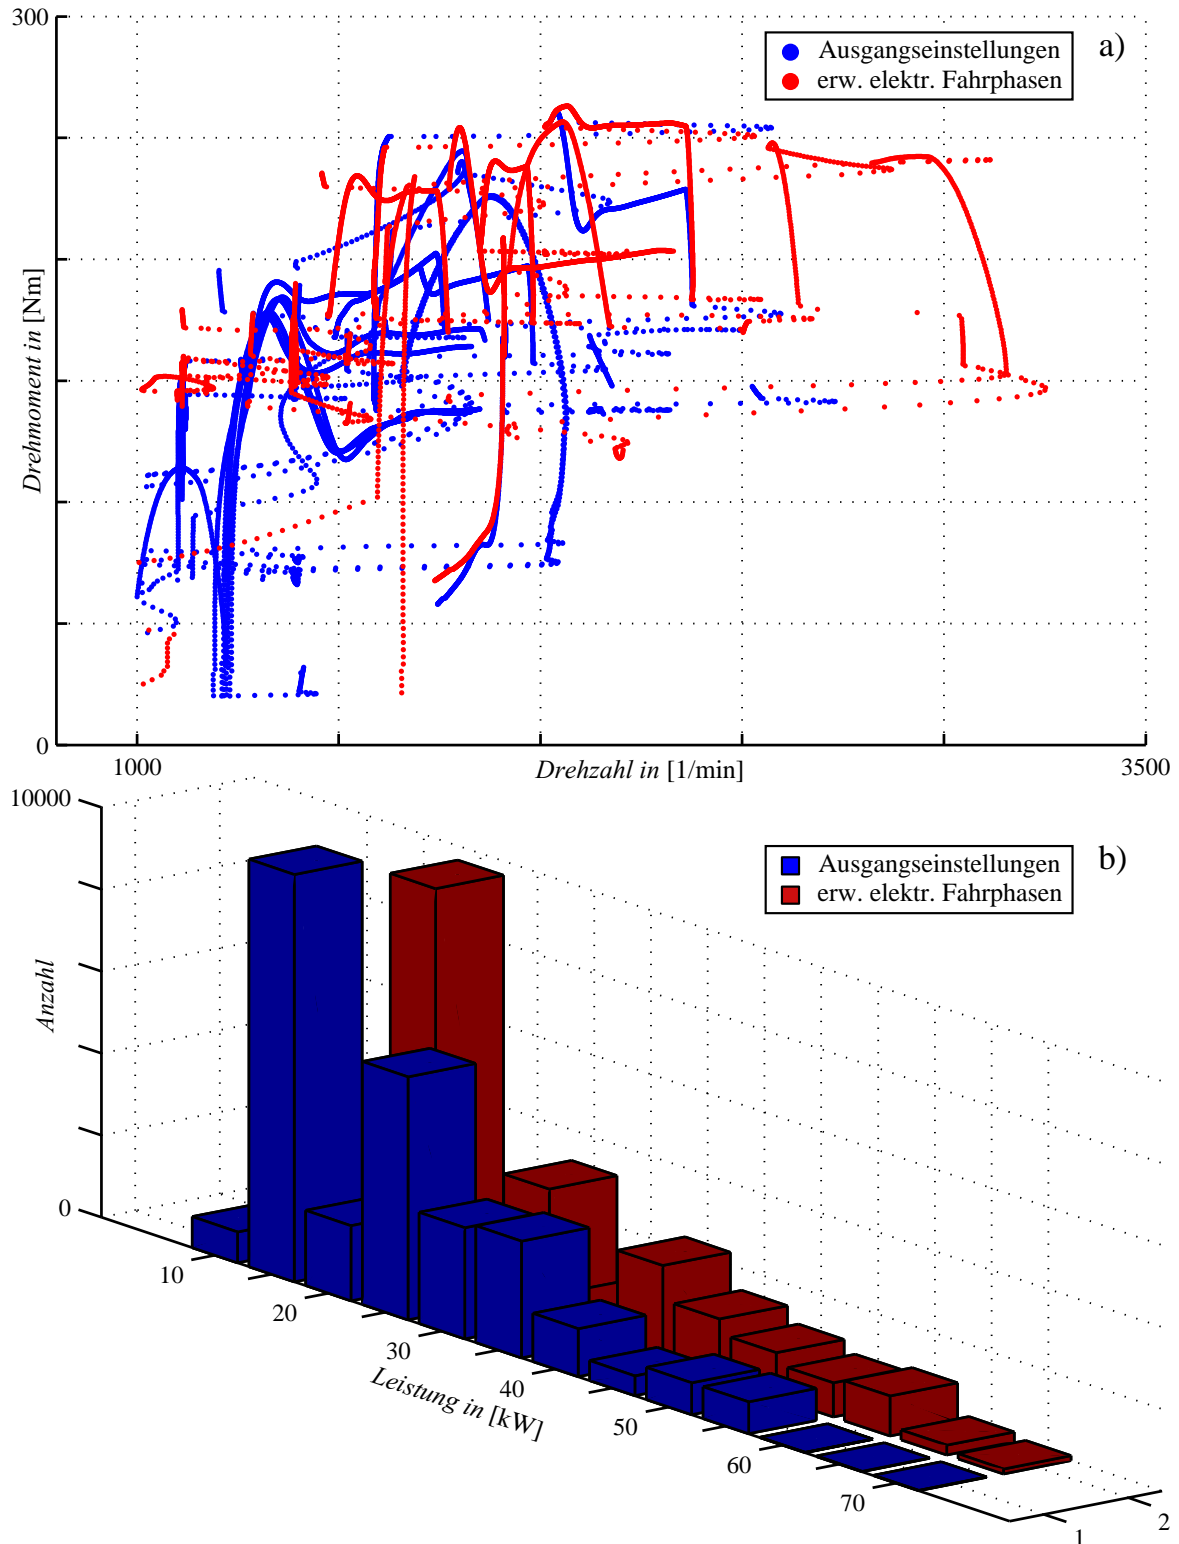 300
Ausgangseinstellungen
erw. elektr. Fahrphasen
a)
Drehmoment in [Nm]
0
1000
Drehzahl in [1/min]
3500
10000
Ausgangseinstellungen
erw. elektr. Fahrphasen
b)
Anzahl
0
10
20
30
40
50
60
70
Leistung in [kW]
1
2